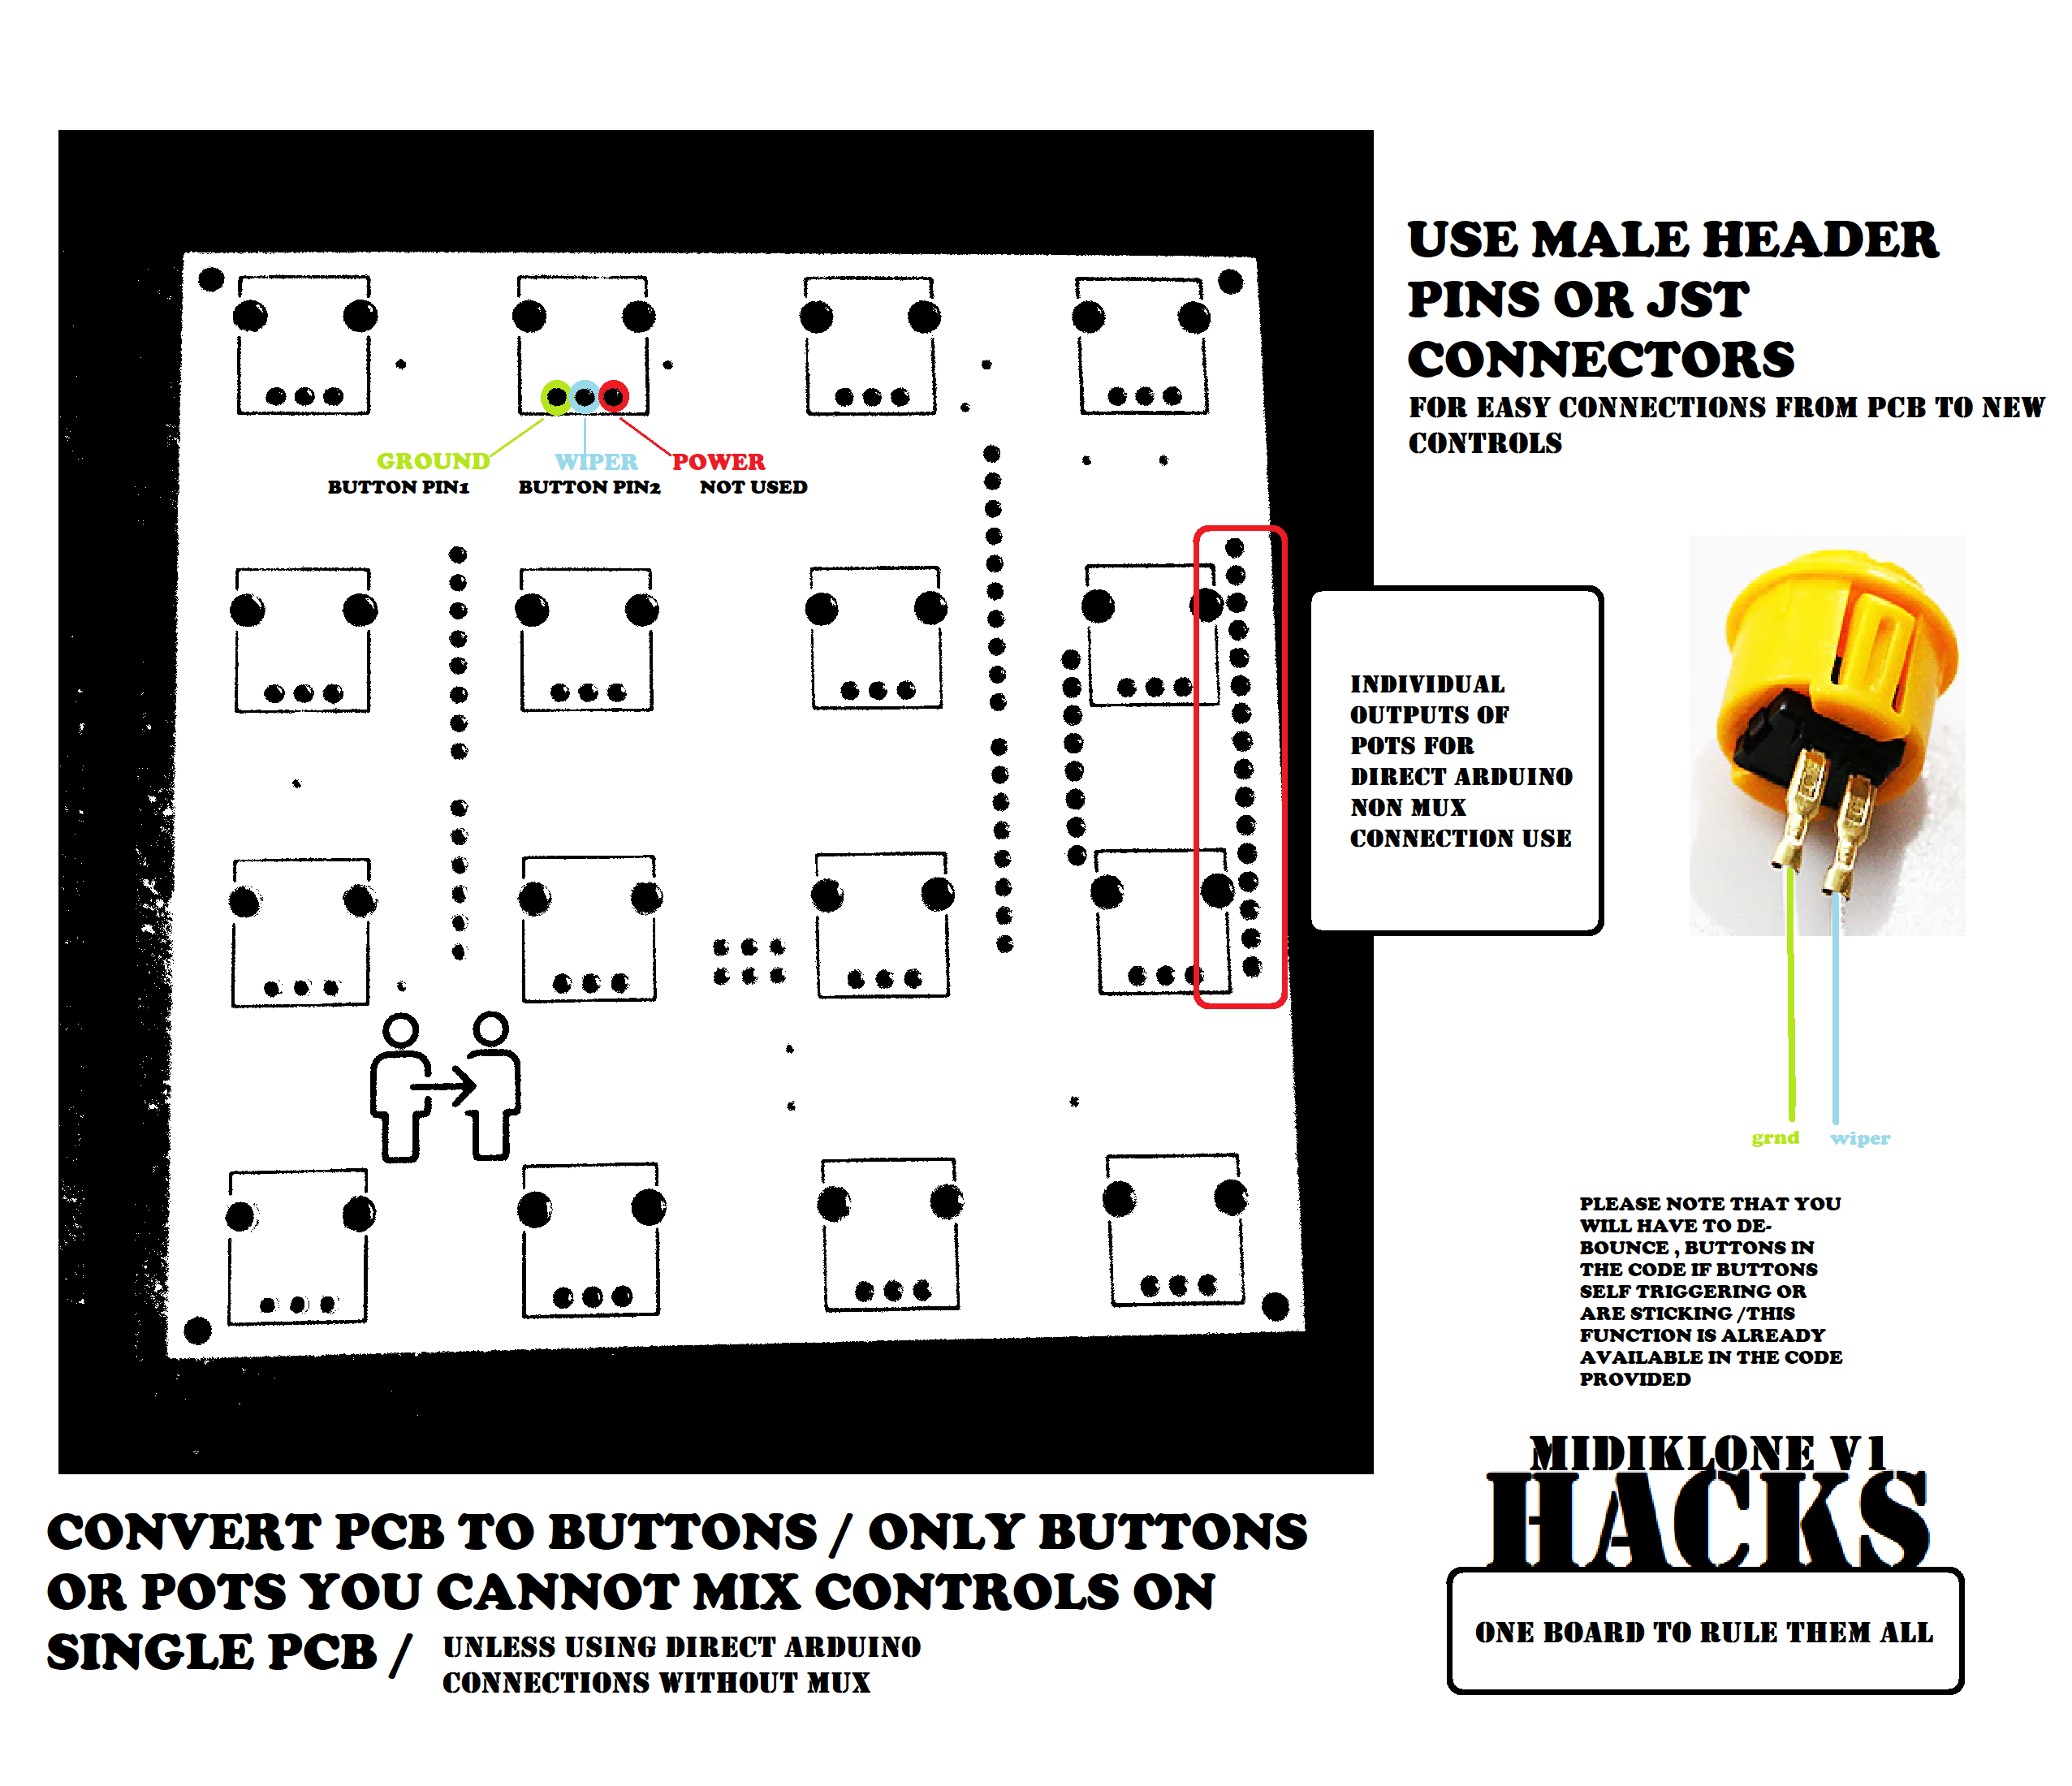 USE MALE HEADER
PINS OR JST
CONNECTORS
FOR EASY CONNECTIONS FROM PCB TO NEW
CONTROLS
GROUND WIPER POWER
BUTTON PIN1 BUTTON PIN2 NOT USED
INDIVIDUAL
OUTPUTS OF
POTS FOR
DIRECT ARDUINO
NON MUX
CONNECTION USE
grnd wiper
PLEASE NOTE THAT YOU
WILL HAVE TO DE-
BOUNCE , BUTTONS IN
THE CODE IF BUTTONS
SELF TRIGGERING OR
ARE STICKING /THIS
FUNCTION IS ALREADY
AVAILABLE IN THE CODE
PROVIDED
MIDIKLONE V1
HACKS
ONE BOARD TO RULE THEM ALL
CONVERT PCB TO BUTTONS / ONLY BUTTONS
OR POTS YOU CANNOT MIX CONTROLS ON
SINGLE PCB / UNLESS USING DIRECT ARDUINO
CONNECTIONS WITHOUT MUX